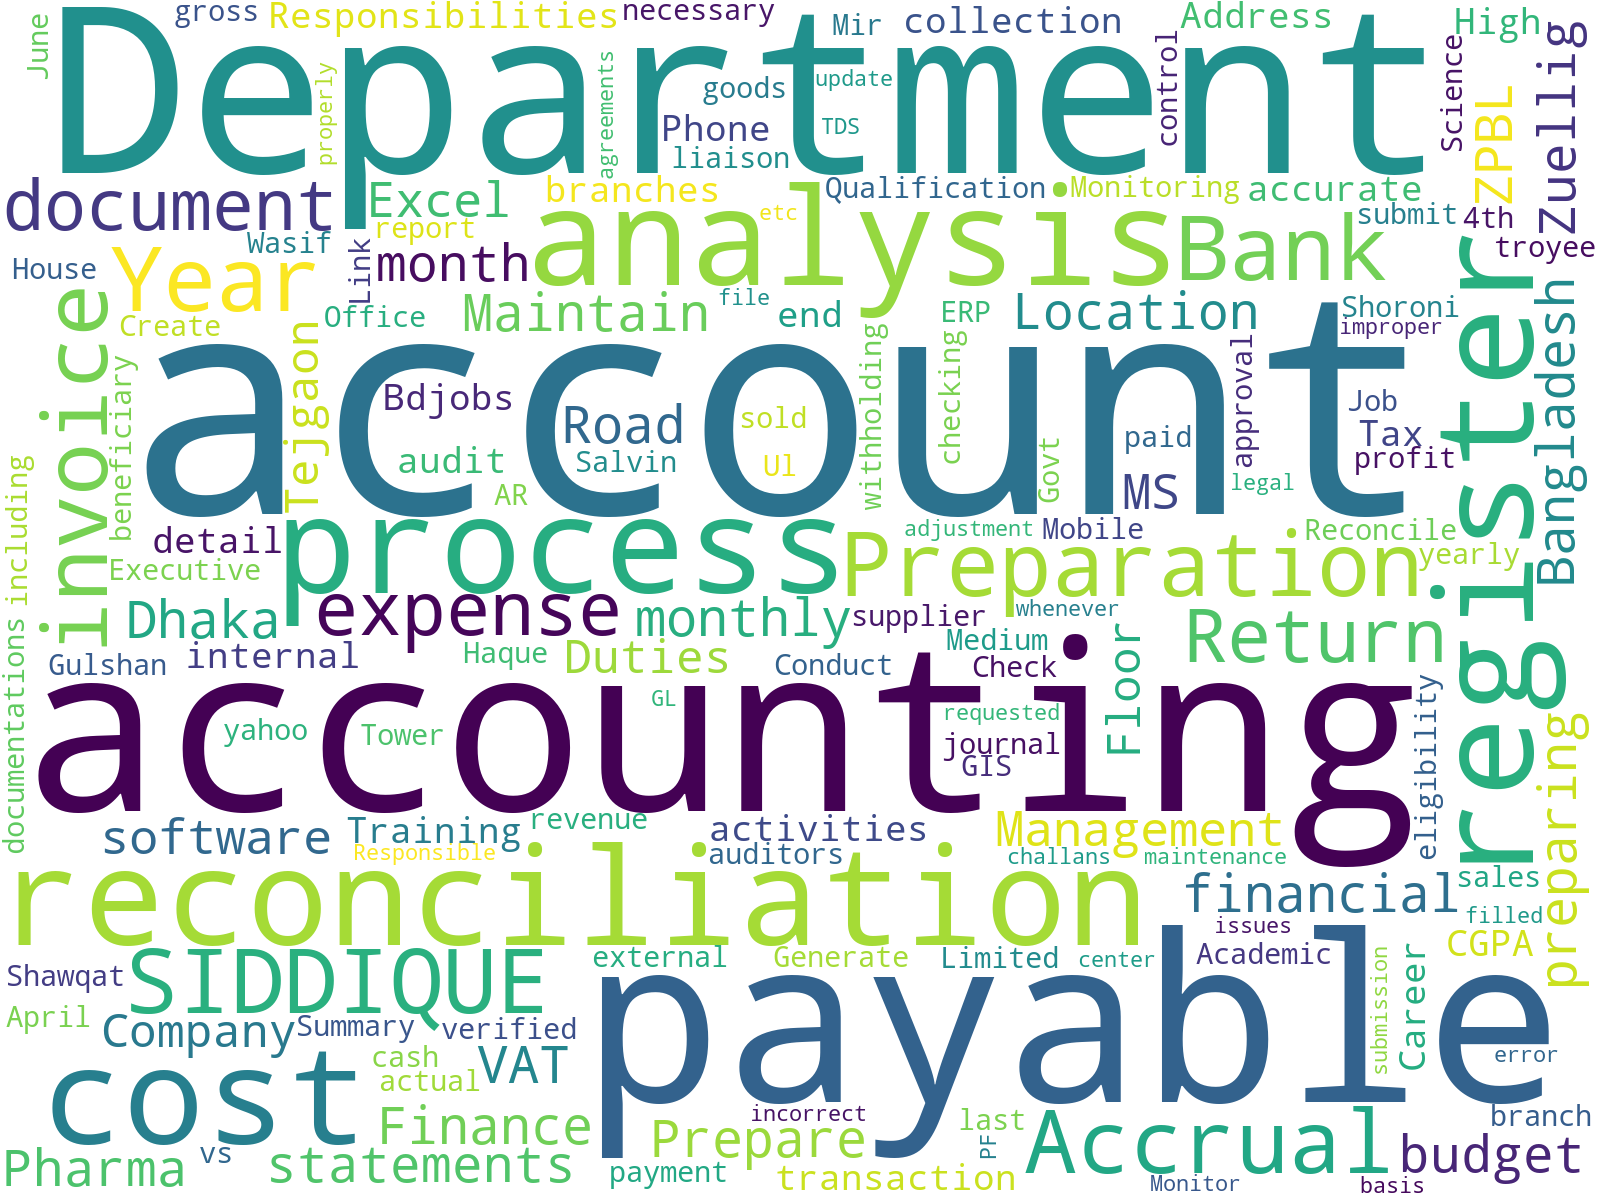 gross
Responsibilities
necessary
Mir
collection
Address
High
June
Department
Science
Zuellig
properly
agreements
goods
update
control
ZPBL
Phone
TDS
liaison
document
Excel
branches
Qualification
Monitoring
accurate
submit
4th
etc
analysis
Bank
report
Wasif
Link
troyee
House
Year
month
Maintain
file
end
ERP
Location
Shoroni
improper
Create
Office
register
Bangladesh
invoice
account
Tejgaon
beneficiary
withholding
checking
approval
Bdjobs
Road
sold
Job
paid
Tax
audit
Salvin
Ul
Govt
profit
AR
MS
legal
documentations
including
detail
process
adjustment
Mobile
Reconcile
Executive
Preparation
yearly
Dhaka
expense
monthly
supplier
whenever
Return
Gulshan
internal
Haque
Duties
Conduct
Medium
Check
Floor
GL
accounting
requested
yahoo
Tower
journal
GIS
eligibility
preparing
software
Training
revenue
activities
Management
Responsible
auditors
challans
maintenance
reconciliation
financial
sales
filled
issues
Shawqat
SIDDIQUE
external
Generate
Limited
center
Academic
CGPA
April
Company
Summary
verified
payable
submission
Career
error
cash
actual
VAT
cost
Finance
incorrect
last
Accrual
branch
Pharma
vs
statements
Prepare
payment
transaction
PF
Monitor
budget
basis